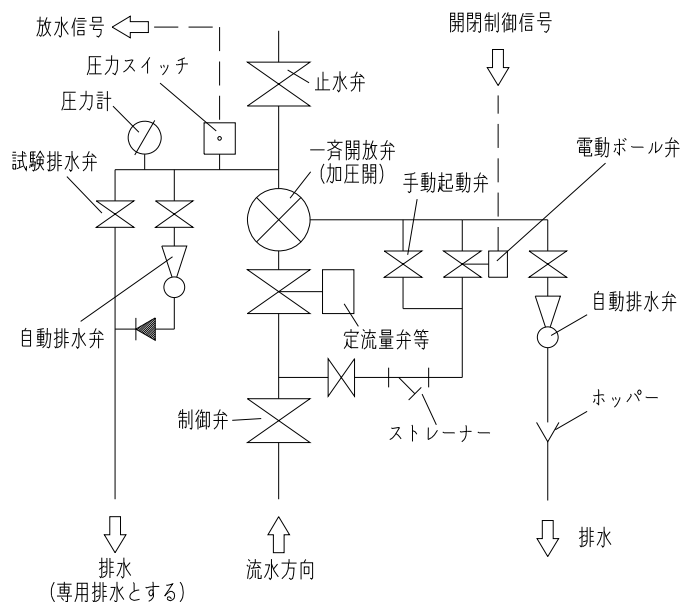 放水信号
開閉制御信号
圧力スイッチ
止水弁
圧力計
一斉開放弁
(加圧開)
電動ボール弁
試験排水弁
手動起動弁
自動排水弁
定流量弁等
自動排水弁
制御弁
ストレーナー
ホッパー
排水
(専用排水とする)
流水方向
排水